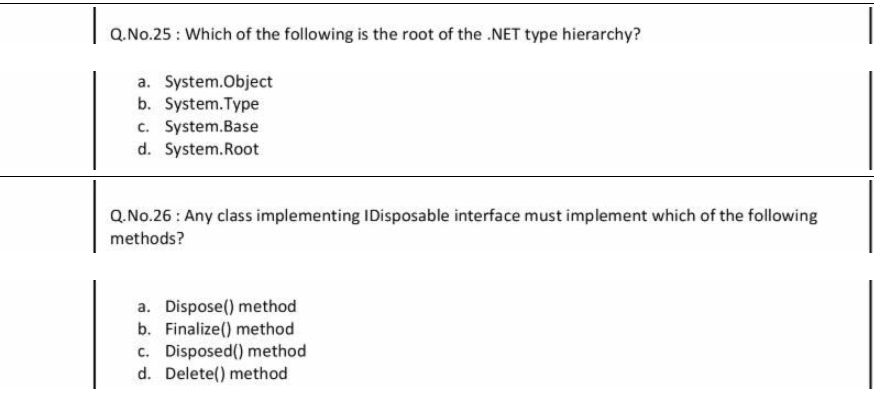 Q.No.25 : Which of the following is the root of the .NET type hierarchy?
a. System.Object
b. System.Type
c. System.Base
d. System.Root
Q.No.26 : Any class implementing IDisposable interface must implement which of the following
methods?
a. Dispose() method
b. Finalize() method
c. Disposed() method
d. Delete() method